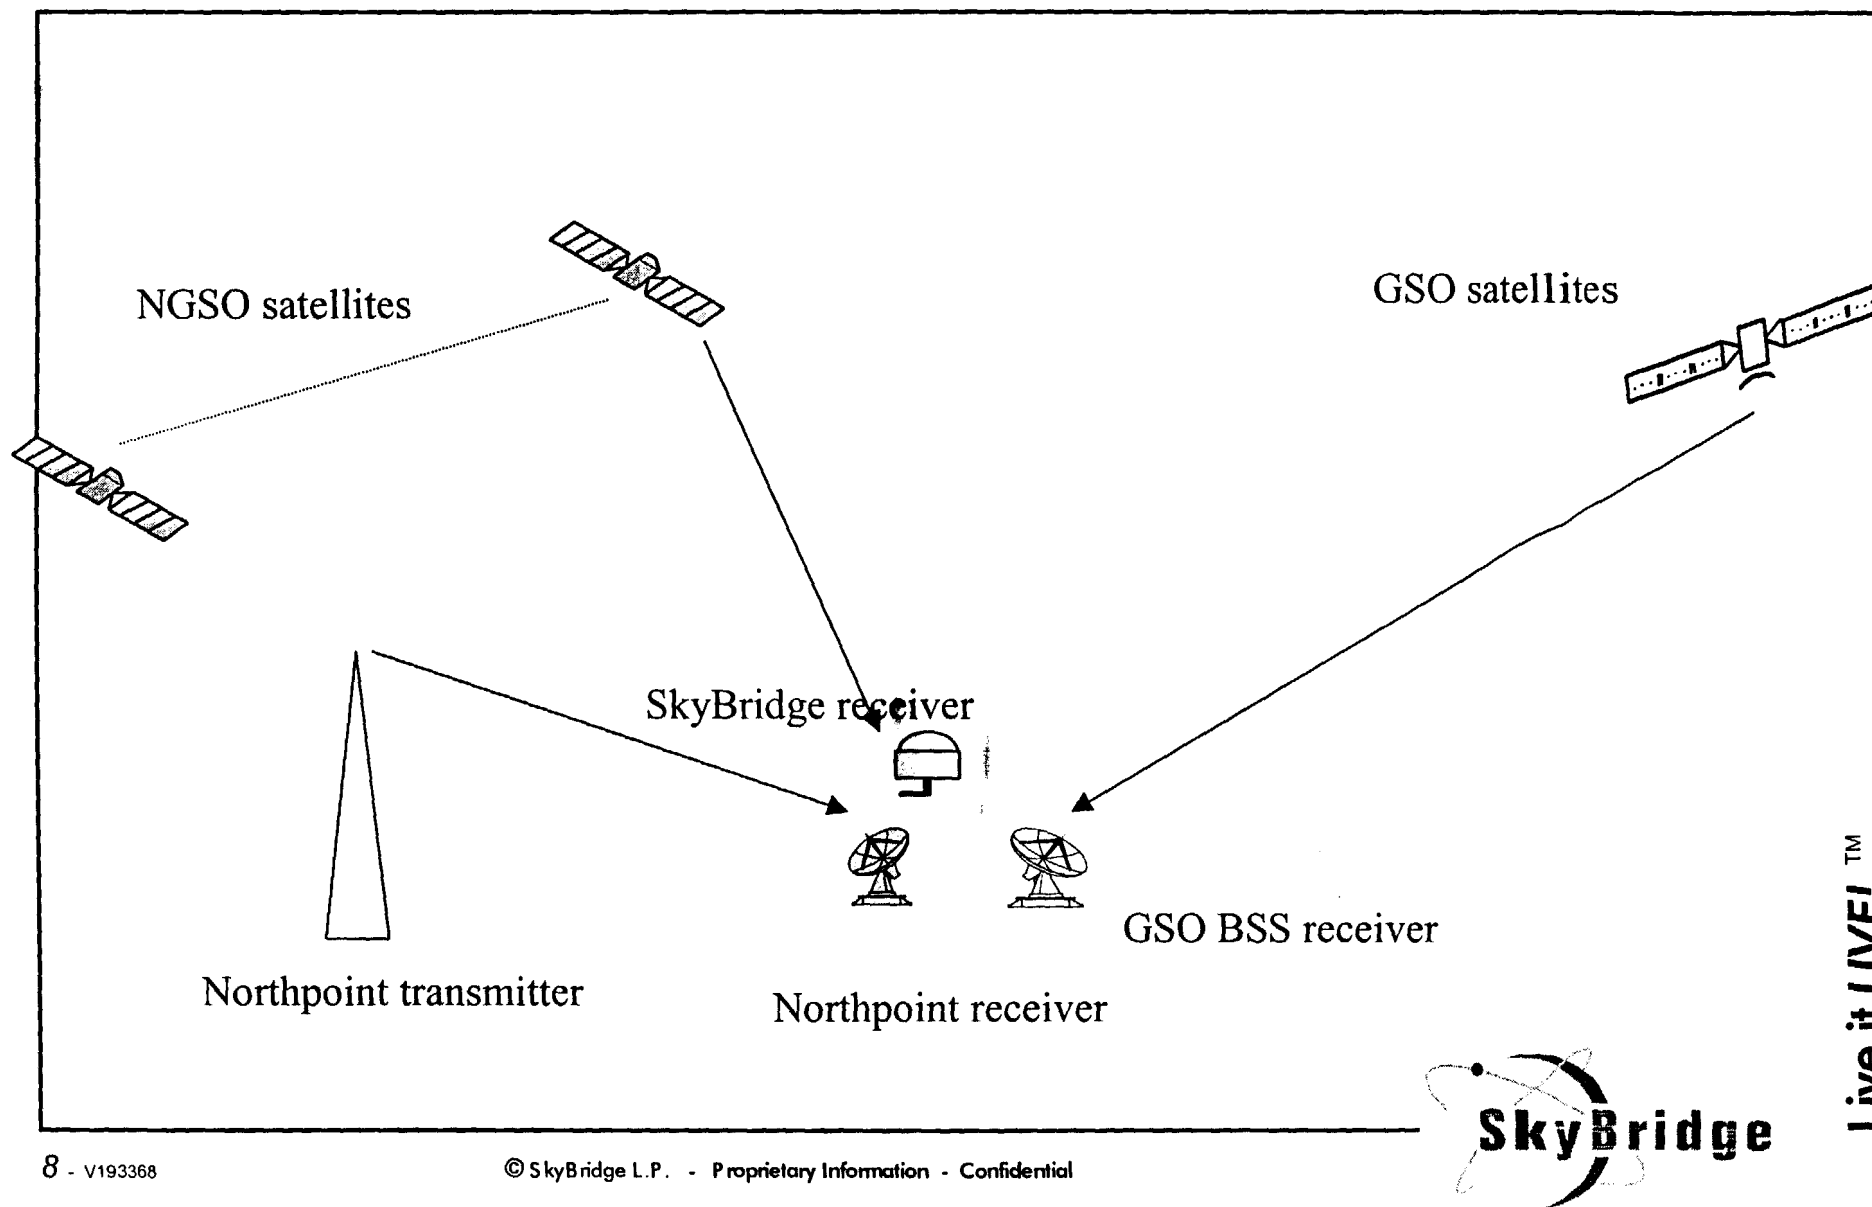 NGSO satellites
GSO satellites
SkyBridge receiver
GSO BSS receiver
Northpoint transmitter
Northpoint receiver
Live it LIVE! ™
SkyBridge
8 - V193368
© SkyBridge L.P. - Proprietary Information - Confidential